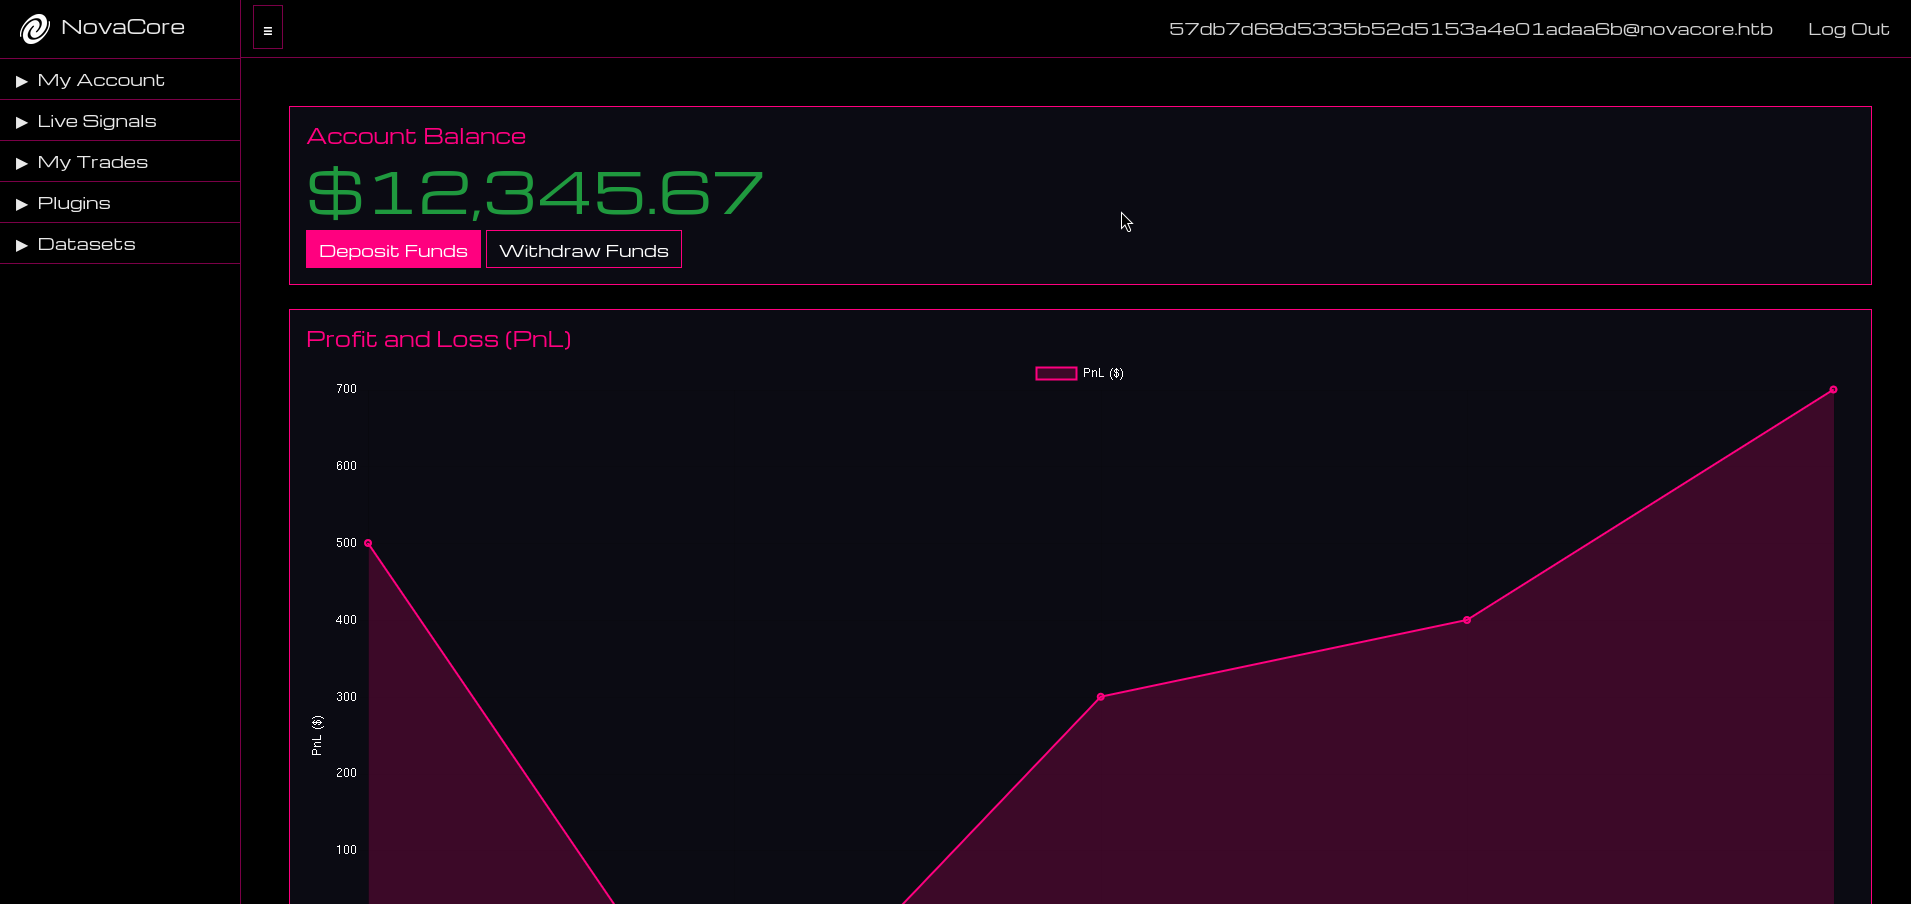 NovaCore
≡
57db7d68d5335b52d5153a4e01adaa6b@novacore.htb
Log Out
▶ My Account
▶ Live Signals
▶ My Trades
▶ Plugins
▶ Datasets
Account Balance
$12,345.67
Deposit Funds
Withdraw Funds
Profit and Loss (PnL)
PnL ($)
700
600
500
400
300
200
100
PnL ($)